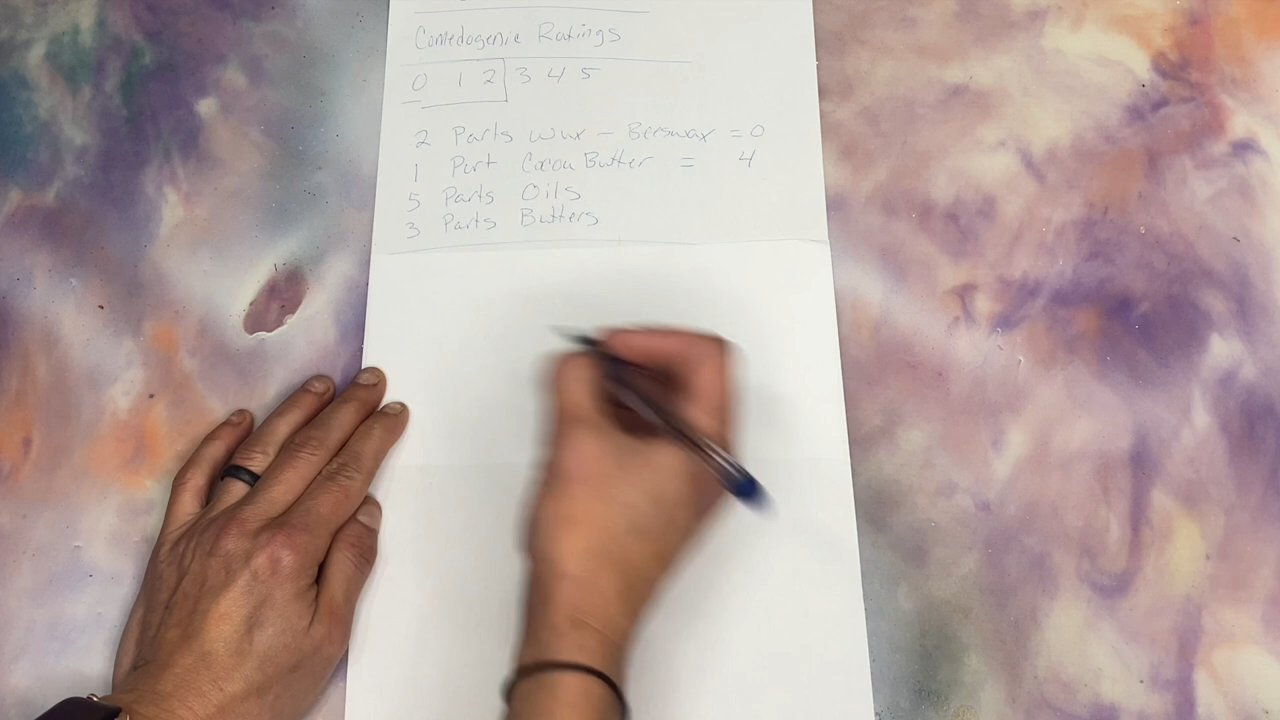 Comedogenic Ratings
0 1 2 3 4 5
2 Parts Wax - Beeswax = 0
1 Part Cocoa Butter = 4
5 Parts Oils
3 Parts Butters